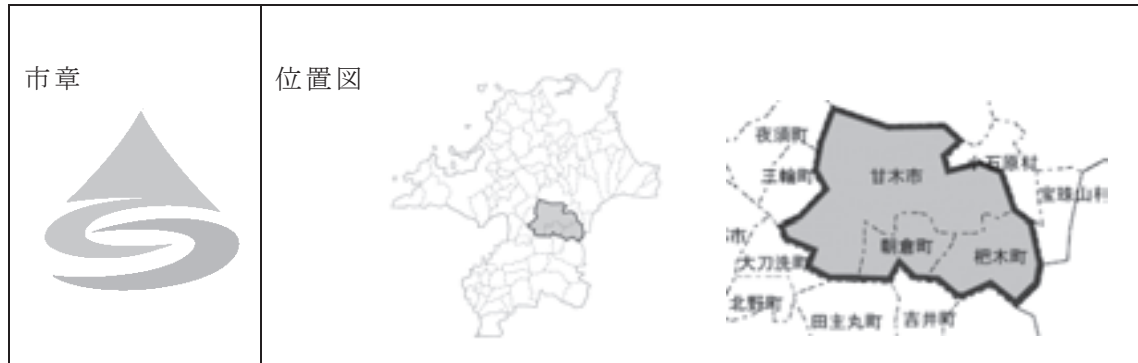 市章
位置図
夜須町
三輪町
甘木市
小石原村
宝珠山村
市
大刀洗町
朝倉町
杷木町
北野町
田主丸町
吉井町